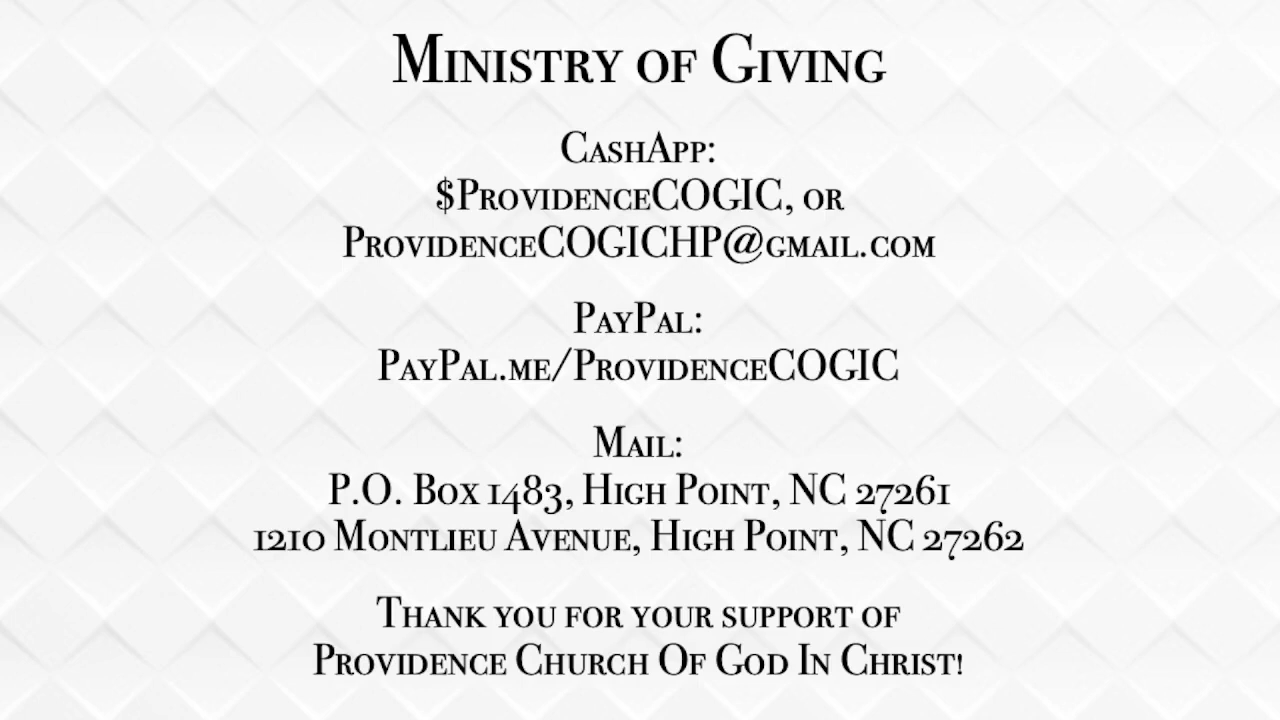 Ministry of Giving
CashApp:
$ProvidenceCOGIC, or
ProvidenceCOGICHP@gmail.com
PayPal:
PayPal.me/ProvidenceCOGIC
Mail:
P.O. Box 1483, High Point, NC 27261
1210 Montlieu Avenue, High Point, NC 27262
Thank you for your support of
Providence Church Of God In Christ!